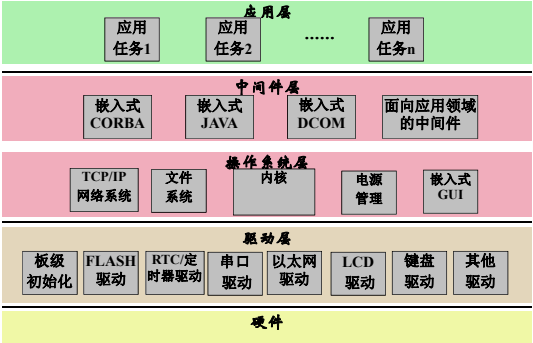 应用层
应用 应用 应用
任务1 任务2 …… 任务n
中间件层
嵌入式 嵌入式 嵌入式 面向应用领域
CORBA JAVA DCOM 的中间件
操作系统层
TCP/IP 文件 内核 电源 嵌入式
网络系统 系统 管理 GUI
驱动层
板级 FLASH RTC/定 串口 以太网 LCD 键盘 其他
初始化 驱动 时器驱动 驱动 驱动 驱动 驱动 驱动
硬件